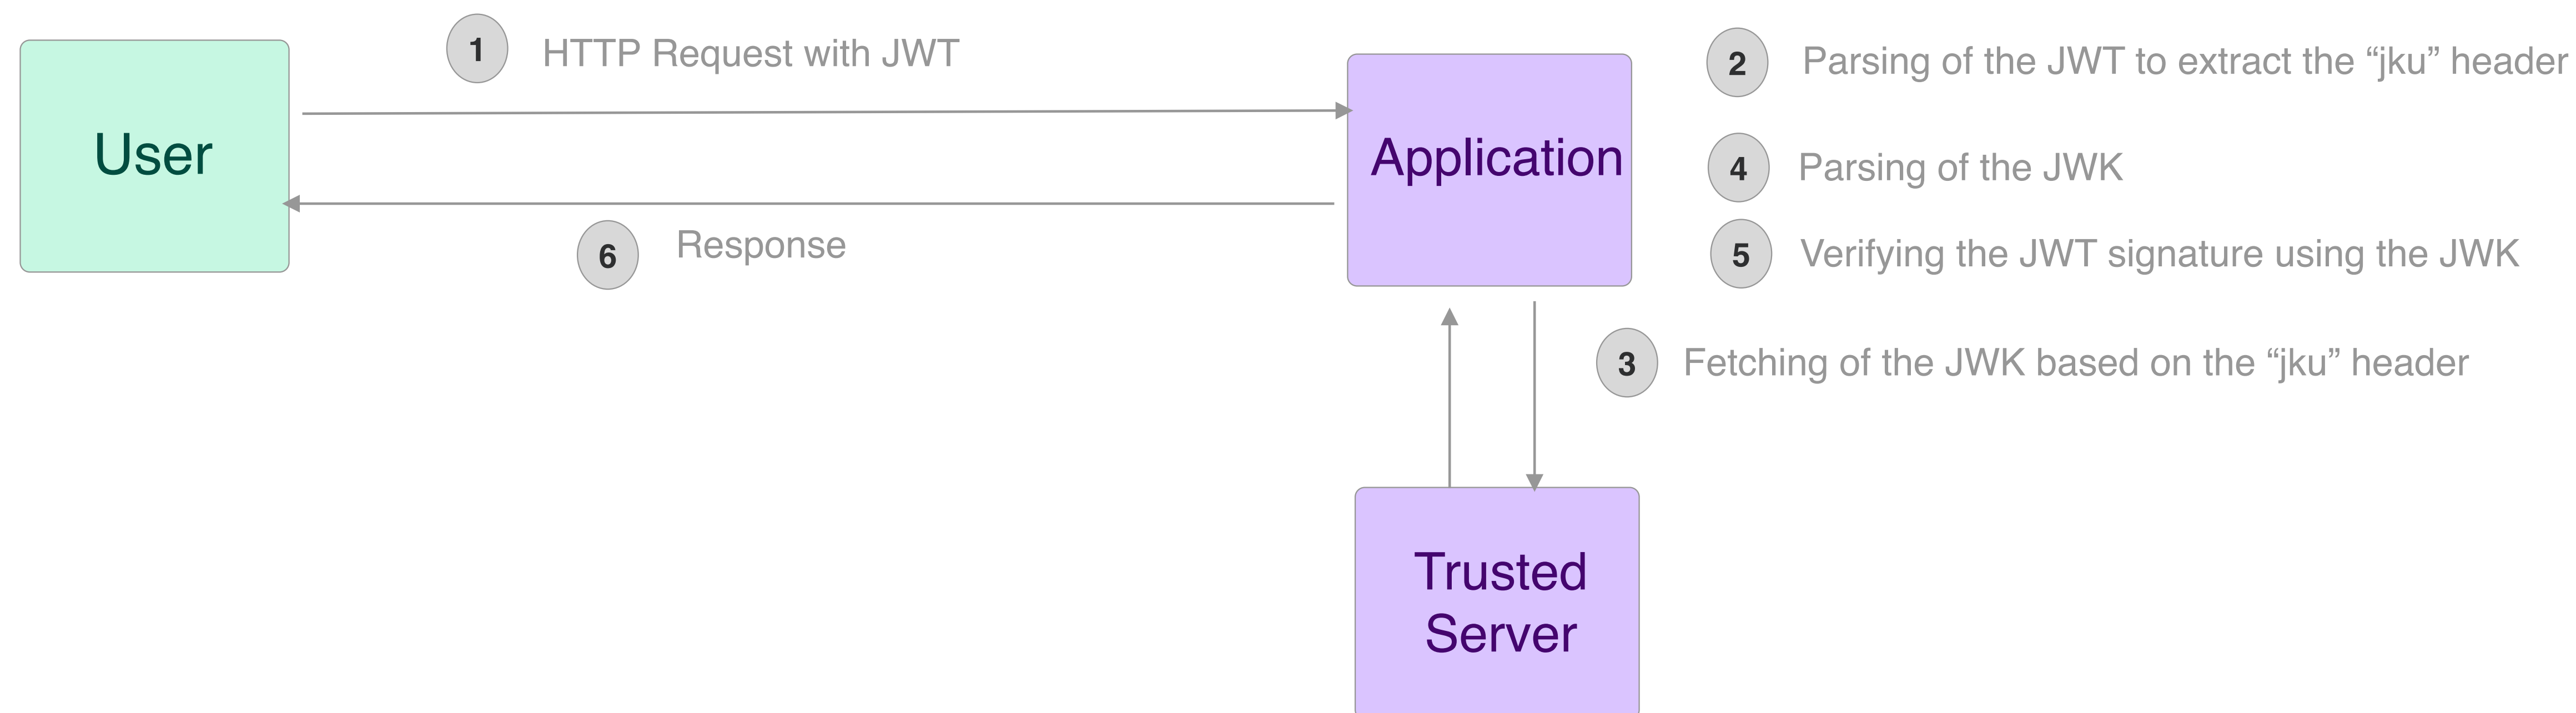 1
HTTP Request with JWT
User
Application
6
Response
2
Parsing of the JWT to extract the “jku” header
4
Parsing of the JWK
5
Verifying the JWT signature using the JWK
3
Fetching of the JWK based on the “jku” header
Trusted
Server